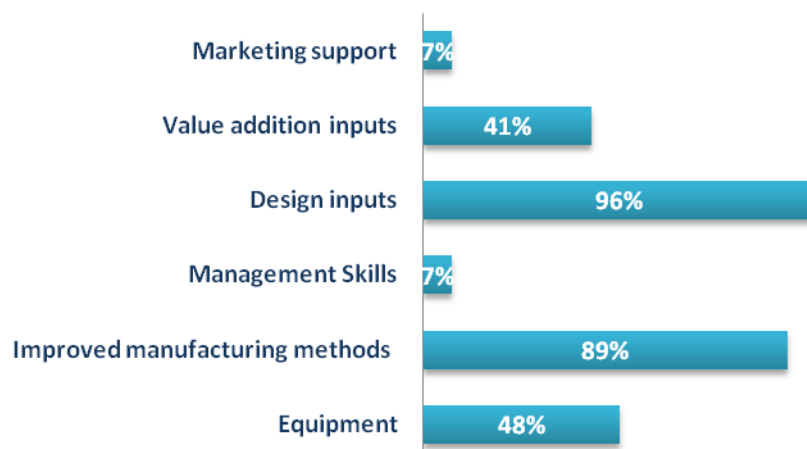 Marketing support 7%
Value addition inputs 41%
Design inputs 96%
Management Skills 7%
Improved manufacturing methods 89%
Equipment 48%